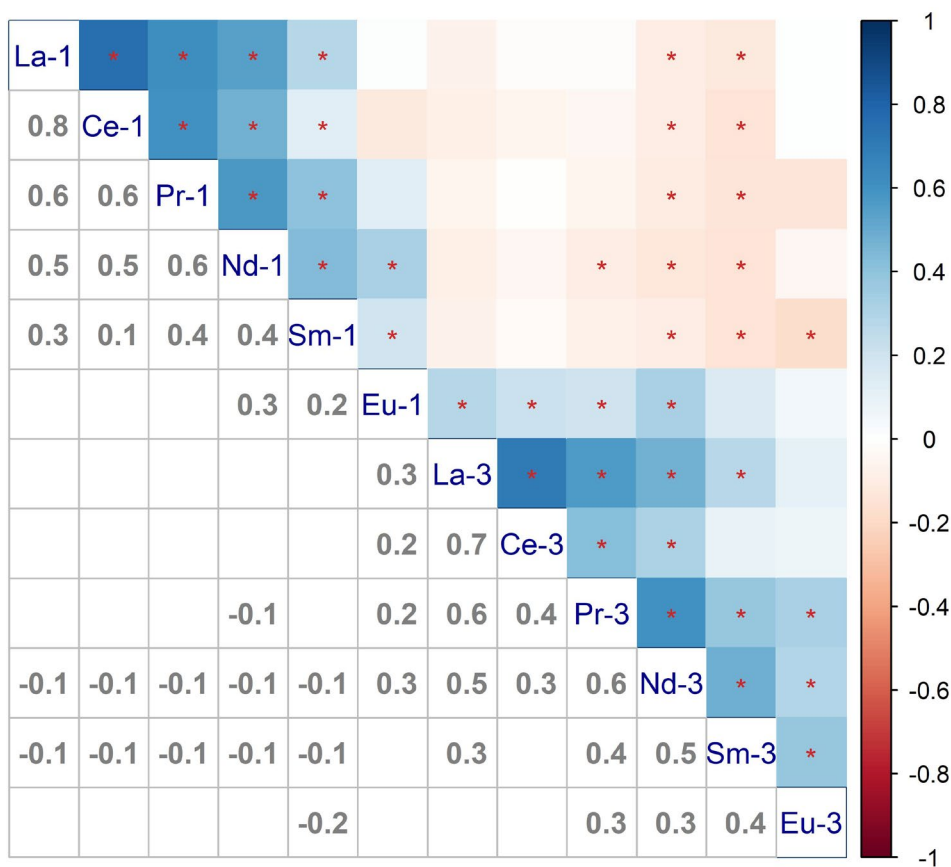 La-1 * * * * * *
0.8 Ce-1 * * * * *
0.6 0.6 Pr-1 * * * *
0.5 0.5 0.6 Nd-1 * * * * *
0.3 0.1 0.4 0.4 Sm-1 * * * *
0.3 0.2 Eu-1 * * * *
0.3 La-3 * * * *
0.2 0.7 Ce-3 * *
-0.1 0.2 0.6 0.4 Pr-3 * * *
-0.1 -0.1 -0.1 -0.1 -0.1 0.3 0.5 0.3 0.6 Nd-3 * *
-0.1 -0.1 -0.1 -0.1 -0.1 0.3 0.4 0.5 Sm-3 *
-0.2 0.3 0.3 0.4 Eu-3
1
0.8
0.6
0.4
0.2
0
-0.2
-0.4
-0.6
-0.8
-1